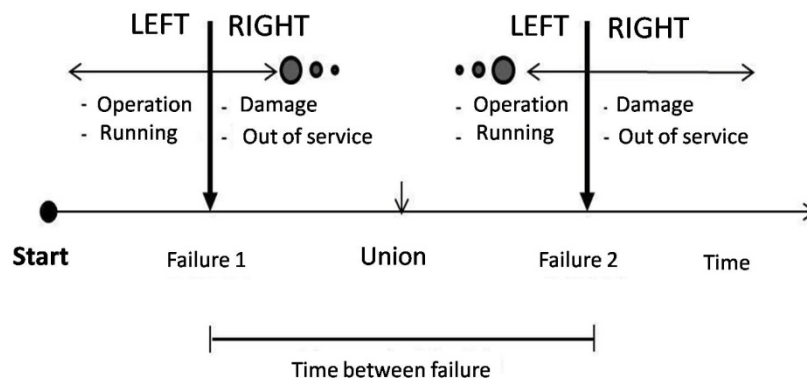 LEFT RIGHT LEFT RIGHT
- Operation - Damage - Operation - Damage
- Running - Out of service - Running - Out of service
Start Failure 1 Union Failure 2 Time
Time between failure